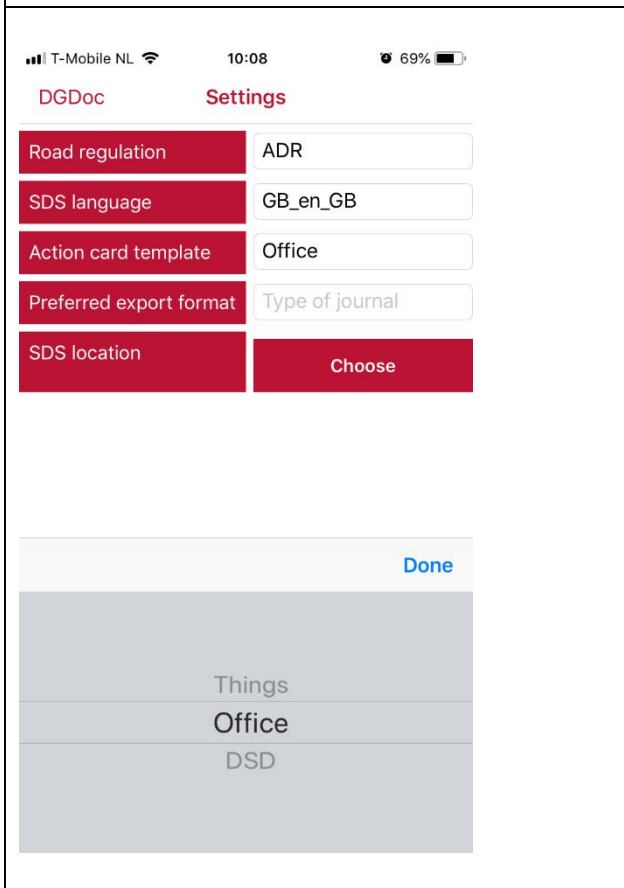 T-Mobile NL 10:08 69%
DGDoc Settings
Road regulation ADR
SDS language GB_en_GB
Action card template Office
Preferred export format Type of journal
SDS location Choose
Done
Things
Office
DSD